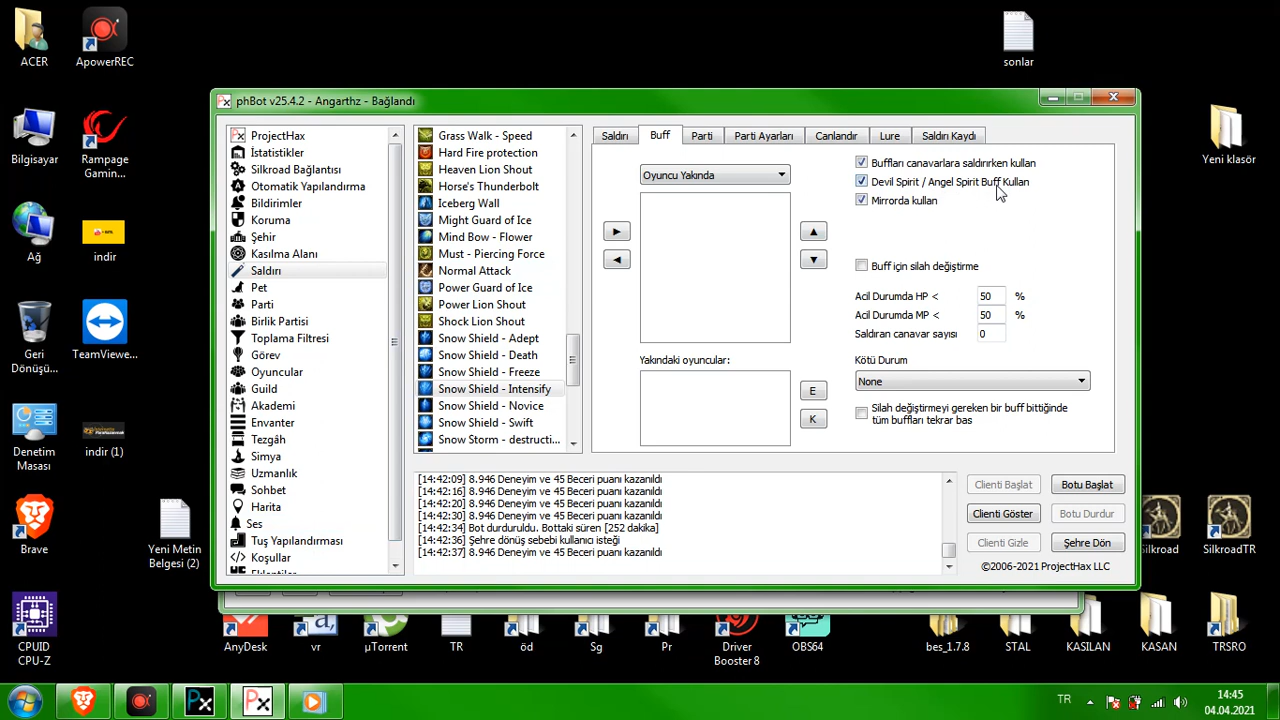 ACER
ApowerREC
sonlar
Bilgisayar
Rampage
Gamin...
Yeni klasör
Ağ
indir
Geri
Dönüşü...
TeamViewe...
Denetim
Masası
indir (1)
Yeni Metin
Belgesi (2)
Brave
Silkroad
SilkroadTR
CPUID
CPU-Z
phBot v25.4.2 - Angarthz - Bağlandı
ProjectHax
İstatistikler
Silkroad Bağlantısı
Otomatik Yapılandırma
Bildirimler
Koruma
Şehir
Kasılma Alanı
Saldırı
Pet
Parti
Birlik Partisi
Toplama Filtresi
Görev
Oyuncular
Guild
Akademi
Envanter
Tezgâh
Simya
Uzmanlık
Sohbet
Harita
Ses
Tuş Yapılandırması
Koşullar
Eklentiler
Grass Walk - Speed
Hard Fire protection
Heaven Lion Shout
Horse's Thunderbolt
Iceberg Wall
Might Guard of Ice
Mind Bow - Flower
Must - Piercing Force
Normal Attack
Power Guard of Ice
Power Lion Shout
Shock Lion Shout
Snow Shield - Adept
Snow Shield - Death
Snow Shield - Freeze
Snow Shield - Intensify
Snow Shield - Novice
Snow Shield - Swift
Snow Storm - destructi...
Saldırı
Buff
Parti
Parti Ayarları
Canlandır
Lure
Saldırı Kaydı
Oyuncu Yakında
Yakındaki oyuncular:
E
K
Buffları canavarlara saldırırken kullan
Devil Spirit / Angel Spirit Buff Kullan
Mirrorda kullan
Buff için silah değiştirme
Acil Durumda HP < 50 %
Acil Durumda MP < 50 %
Saldıran canavar sayısı 0
Kötü Durum
None
Silah değiştirmeyi gereken bir buff bittiğinde
tüm buffları tekrar bas
[14:42:09] 8.946 Deneyim ve 45 Beceri puanı kazanıldı
[14:42:16] 8.946 Deneyim ve 45 Beceri puanı kazanıldı
[14:42:20] 8.946 Deneyim ve 45 Beceri puanı kazanıldı
[14:42:30] 8.946 Deneyim ve 45 Beceri puanı kazanıldı
[14:42:34] Bot durduruldu. Bottaki süren [252 dakika]
[14:42:36] Şehre dönüş sebebi kullanıcı isteği
[14:42:37] 8.946 Deneyim ve 45 Beceri puanı kazanıldı
Clienti Başlat
Botu Başlat
Clienti Göster
Botu Durdur
Clienti Gizle
Şehre Dön
©2006-2021 ProjectHax LLC
AnyDesk
vr
µTorrent
TR
öd
Sg
Pr
Driver
Booster 8
OBS64
bes_1.7.8
STAL
KASILAN
KASAN
TRSRO
TR
14:45
04.04.2021